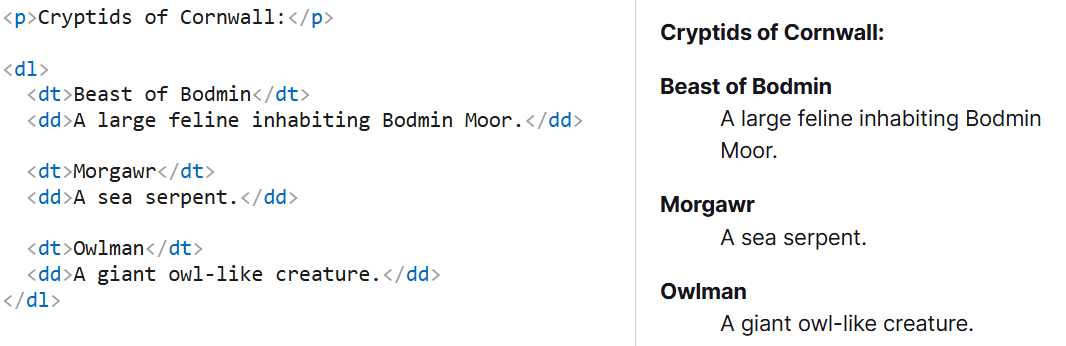 <p>Cryptids of Cornwall:</p>
<dl>
<dt>Beast of Bodmin</dt>
<dd>A large feline inhabiting Bodmin Moor.</dd>
<dt>Morgawr</dt>
<dd>A sea serpent.</dd>
<dt>Owlman</dt>
<dd>A giant owl-like creature.</dd>
</dl>
Cryptids of Cornwall:
Beast of Bodmin
A large feline inhabiting Bodmin
Moor.
Morgawr
A sea serpent.
Owlman
A giant owl-like creature.